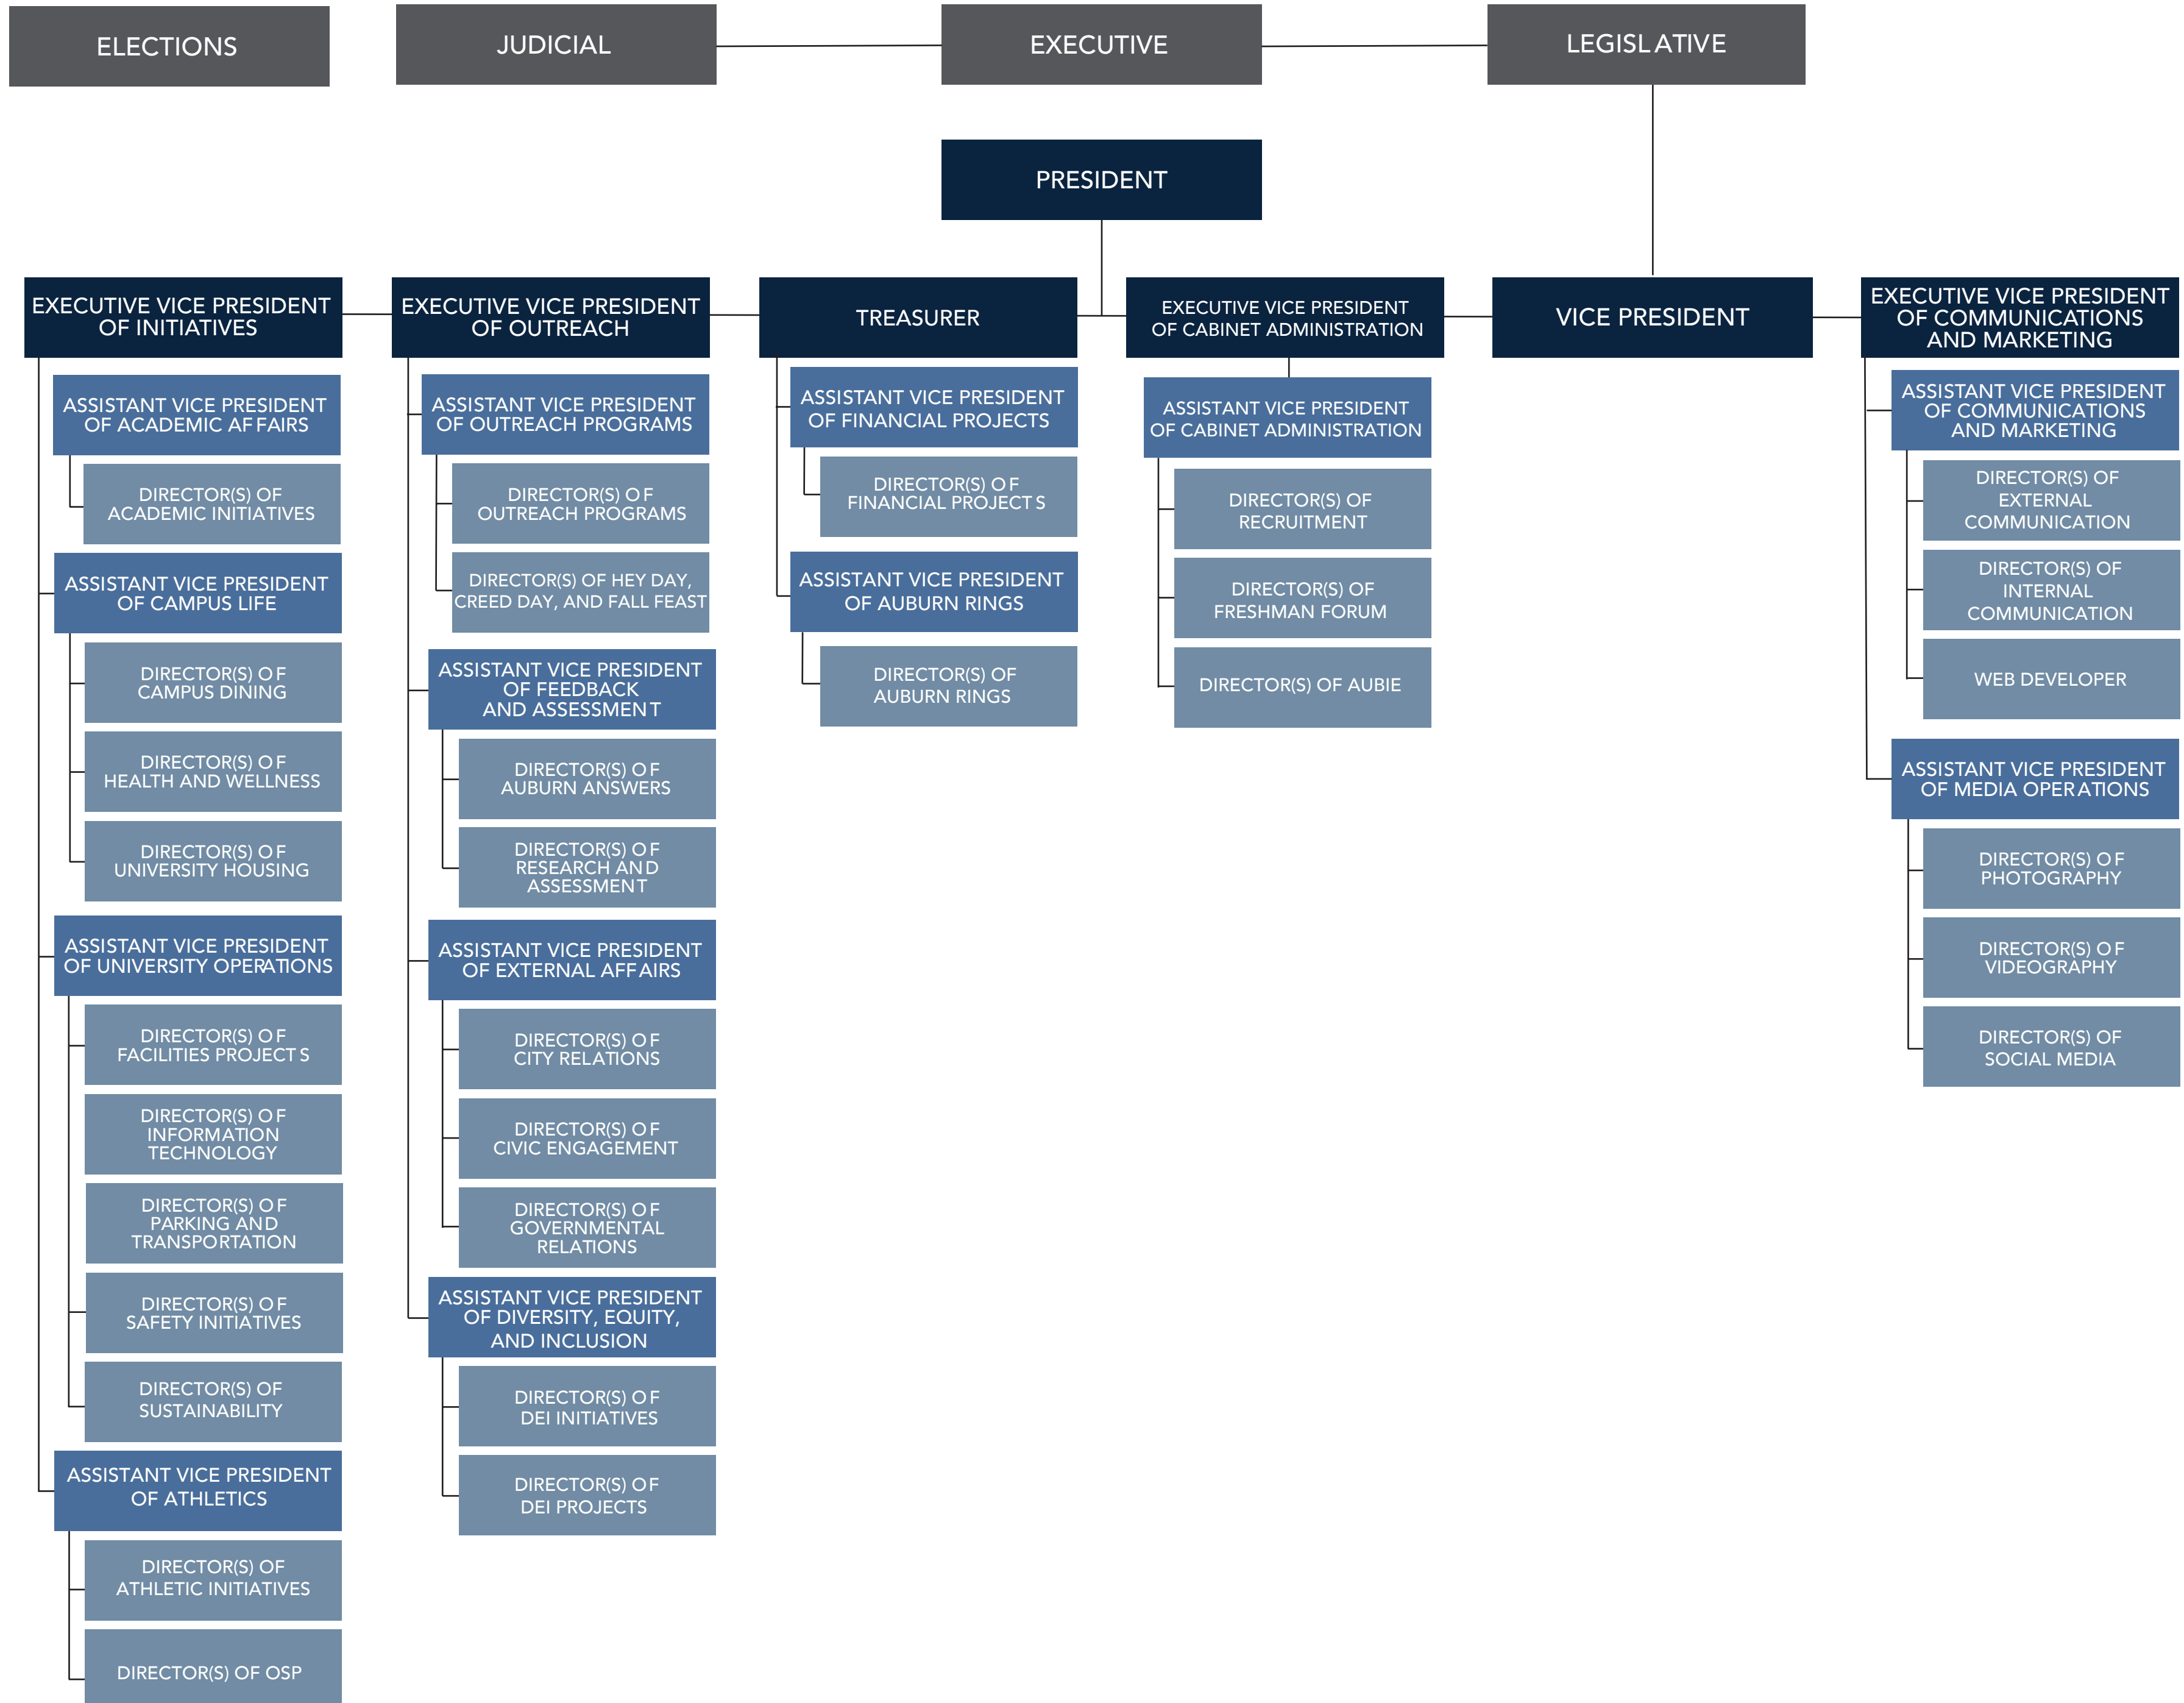 ELECTIONS
JUDICIAL
EXECUTIVE
LEGISLATIVE
PRESIDENT
EXECUTIVE VICE PRESIDENT
OF INITIATIVES
EXECUTIVE VICE PRESIDENT
OF OUTREACH
TREASURER
EXECUTIVE VICE PRESIDENT
OF CABINET ADMINISTRATION
VICE PRESIDENT
EXECUTIVE VICE PRESIDENT
OF COMMUNICATIONS
AND MARKETING
ASSISTANT VICE PRESIDENT
OF ACADEMIC AFFAIRS
DIRECTOR(S) OF
ACADEMIC INITIATIVES
ASSISTANT VICE PRESIDENT
OF CAMPUS LIFE
DIRECTOR(S) OF
CAMPUS DINING
DIRECTOR(S) OF
HEALTH AND WELLNESS
DIRECTOR(S) OF
UNIVERSITY HOUSING
ASSISTANT VICE PRESIDENT
OF UNIVERSITY OPERATIONS
DIRECTOR(S) OF
FACILITIES PROJECTS
DIRECTOR(S) OF
INFORMATION
TECHNOLOGY
DIRECTOR(S) OF
PARKING AND
TRANSPORTATION
DIRECTOR(S) OF
SAFETY INITIATIVES
DIRECTOR(S) OF
SUSTAINABILITY
ASSISTANT VICE PRESIDENT
OF ATHLETICS
DIRECTOR(S) OF
ATHLETIC INITIATIVES
DIRECTOR(S) OF OSP
ASSISTANT VICE PRESIDENT
OF OUTREACH PROGRAMS
DIRECTOR(S) OF
OUTREACH PROGRAMS
DIRECTOR(S) OF HEY DAY,
CREED DAY, AND FALL FEAST
ASSISTANT VICE PRESIDENT
OF FEEDBACK
AND ASSESSMENT
DIRECTOR(S) OF
AUBURN ANSWERS
DIRECTOR(S) OF
RESEARCH AND
ASSESSMENT
ASSISTANT VICE PRESIDENT
OF EXTERNAL AFFAIRS
DIRECTOR(S) OF
CITY RELATIONS
DIRECTOR(S) OF
CIVIC ENGAGEMENT
DIRECTOR(S) OF
GOVERNMENTAL
RELATIONS
ASSISTANT VICE PRESIDENT
OF DIVERSITY, EQUITY,
AND INCLUSION
DIRECTOR(S) OF
DEI INITIATIVES
DIRECTOR(S) OF
DEI PROJECTS
ASSISTANT VICE PRESIDENT
OF FINANCIAL PROJECTS
DIRECTOR(S) OF
FINANCIAL PROJECTS
ASSISTANT VICE PRESIDENT
OF AUBURN RINGS
DIRECTOR(S) OF
AUBURN RINGS
ASSISTANT VICE PRESIDENT
OF CABINET ADMINISTRATION
DIRECTOR(S) OF
RECRUITMENT
DIRECTOR(S) OF
FRESHMAN FORUM
DIRECTOR(S) OF AUBIE
ASSISTANT VICE PRESIDENT
OF COMMUNICATIONS
AND MARKETING
DIRECTOR(S) OF
EXTERNAL
COMMUNICATION
DIRECTOR(S) OF
INTERNAL
COMMUNICATION
WEB DEVELOPER
ASSISTANT VICE PRESIDENT
OF MEDIA OPERATIONS
DIRECTOR(S) OF
PHOTOGRAPHY
DIRECTOR(S) OF
VIDEOGRAPHY
DIRECTOR(S) OF
SOCIAL MEDIA